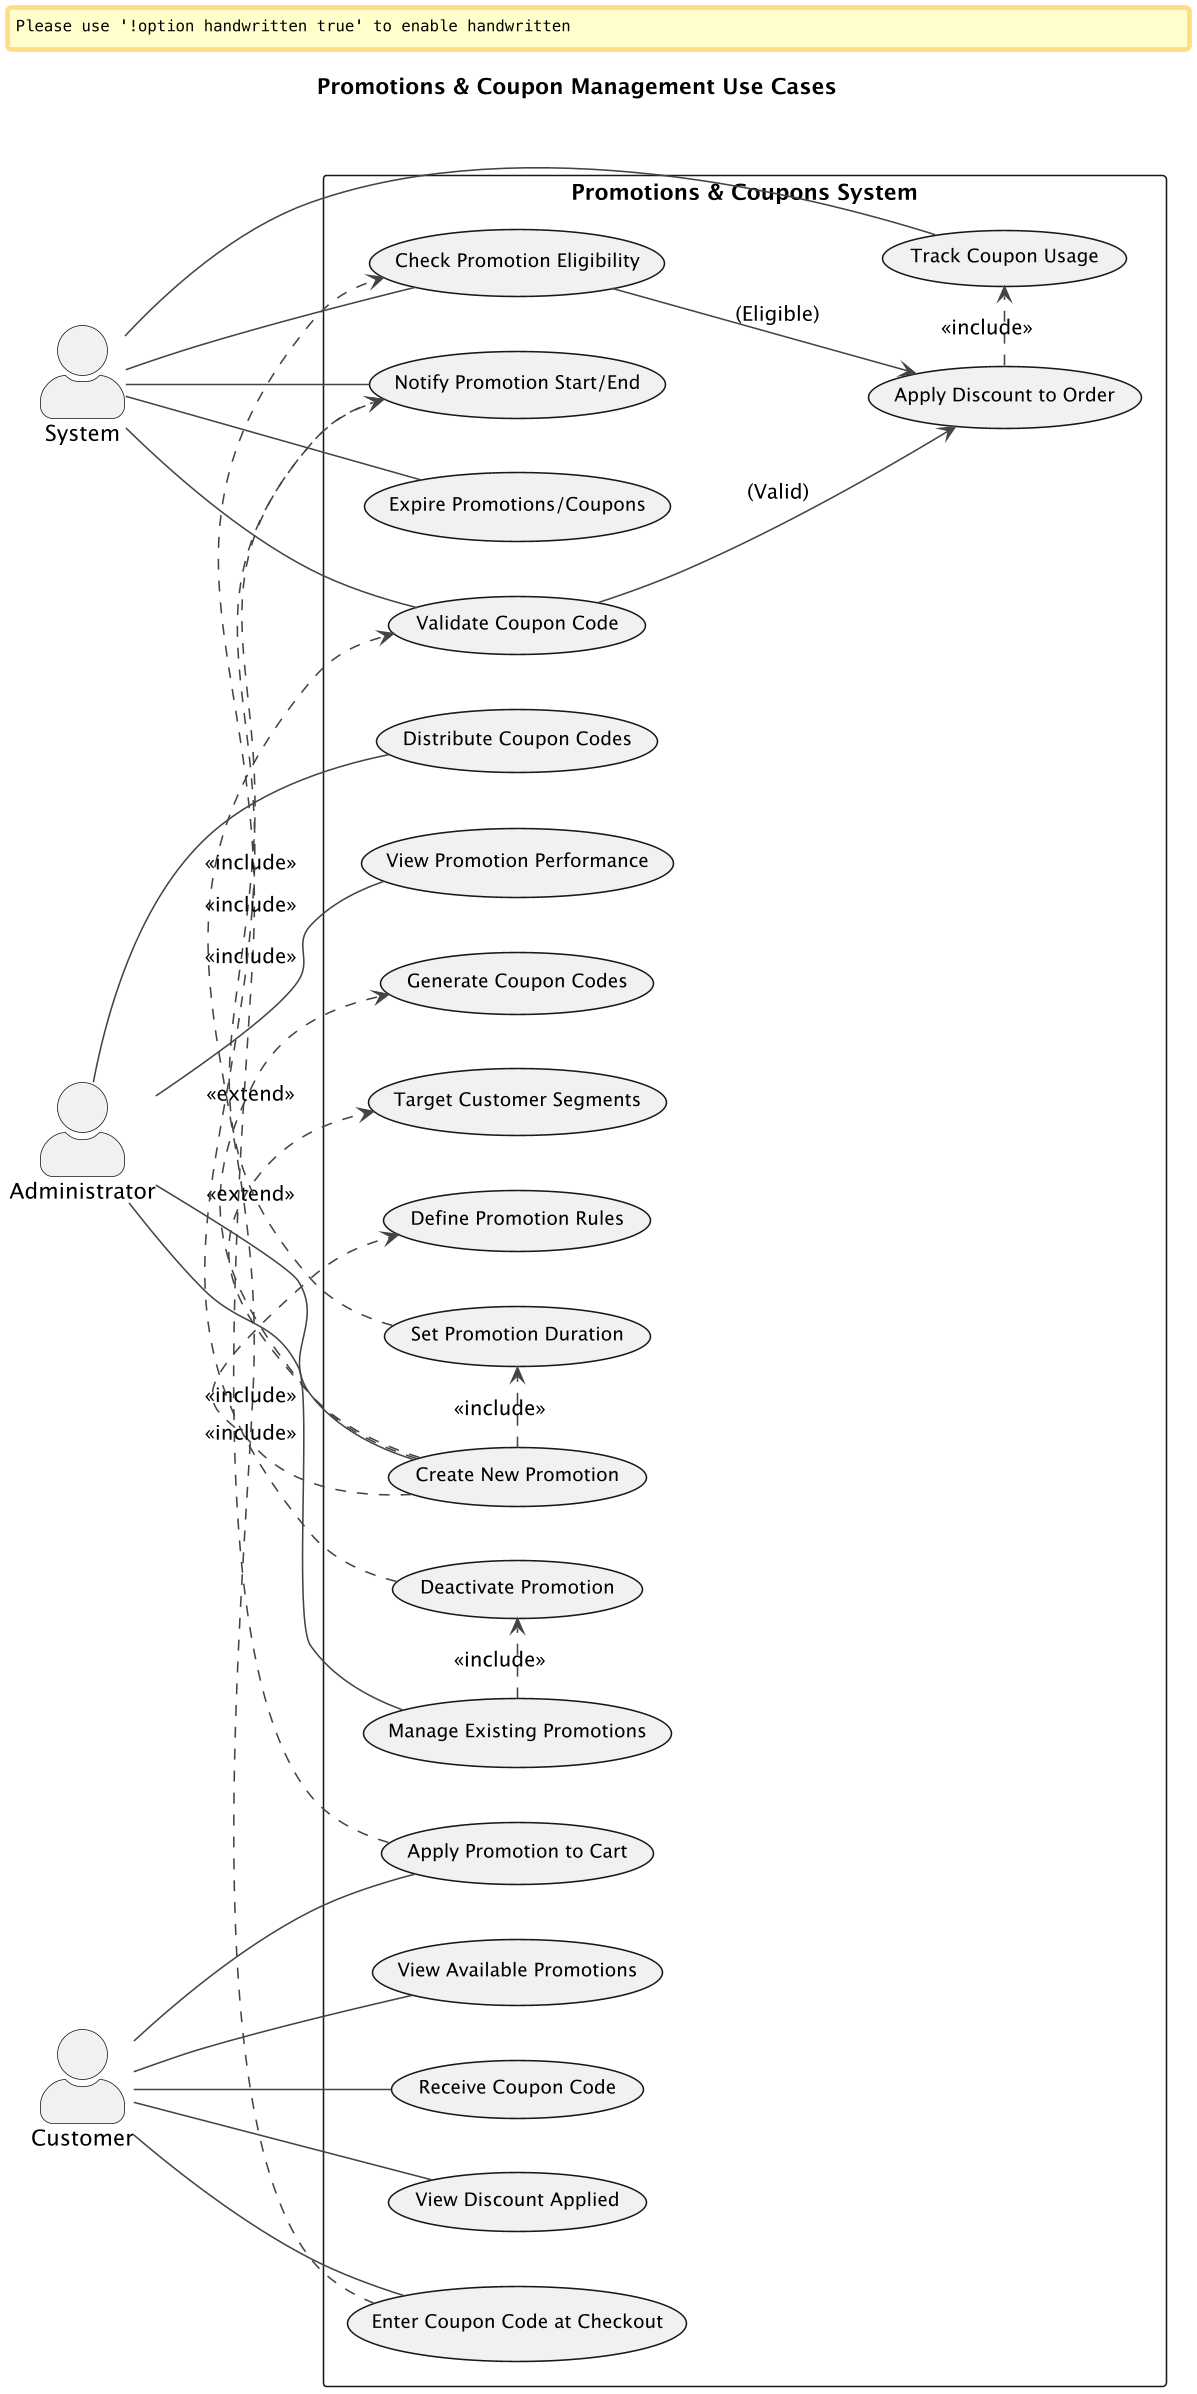 Please use '!option handwritten true' to enable handwritten
Promotions & Coupon Management Use Cases
Promotions & Coupons System
Check Promotion Eligibility
Track Coupon Usage
(Eligible)
«include»
Notify Promotion Start/End
Apply Discount to Order
System
(Valid)
Expire Promotions/Coupons
Validate Coupon Code
Distribute Coupon Codes
«include»
View Promotion Performance
«include»
«include»
Generate Coupon Codes
«extend»
Target Customer Segments
Administrator
«extend»
Define Promotion Rules
Set Promotion Duration
«include»
«include»
«include»
Create New Promotion
Deactivate Promotion
«include»
Manage Existing Promotions
Apply Promotion to Cart
View Available Promotions
Receive Coupon Code
Customer
View Discount Applied
Enter Coupon Code at Checkout